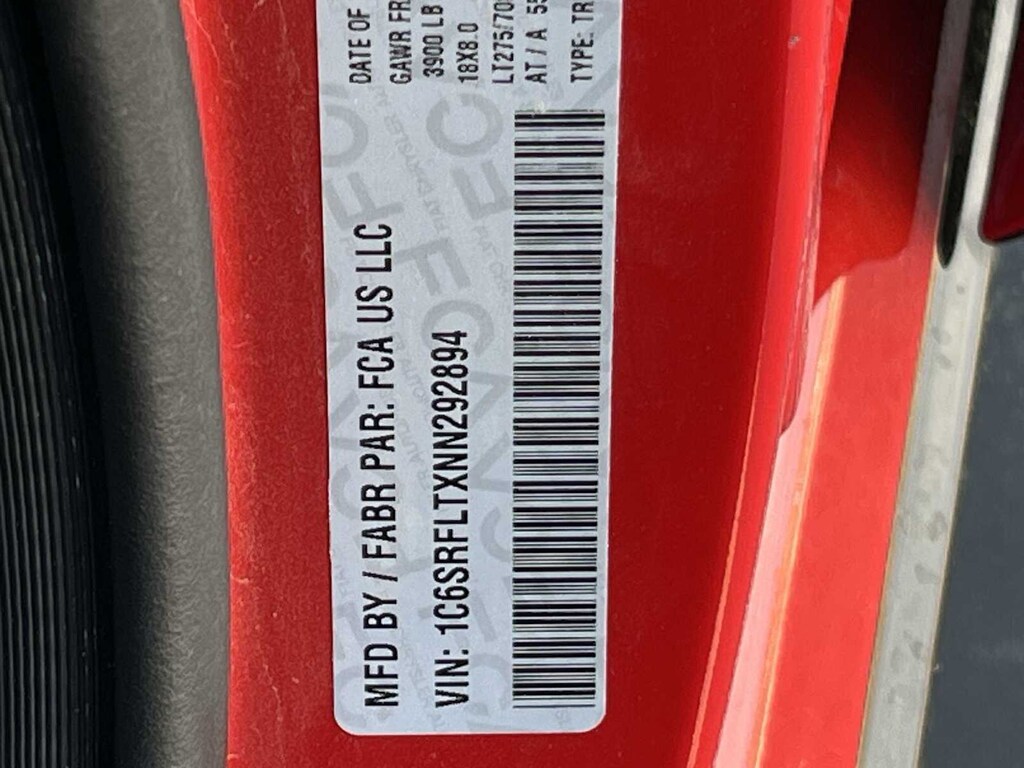 DATE OF
GAWR FR
3900 LB
18X8.0
LT275/70
AT / A 55
TYPE: TR
MFD BY / FABR PAR: FCA US LLC
VIN: 1C6SRFLTXNN292894